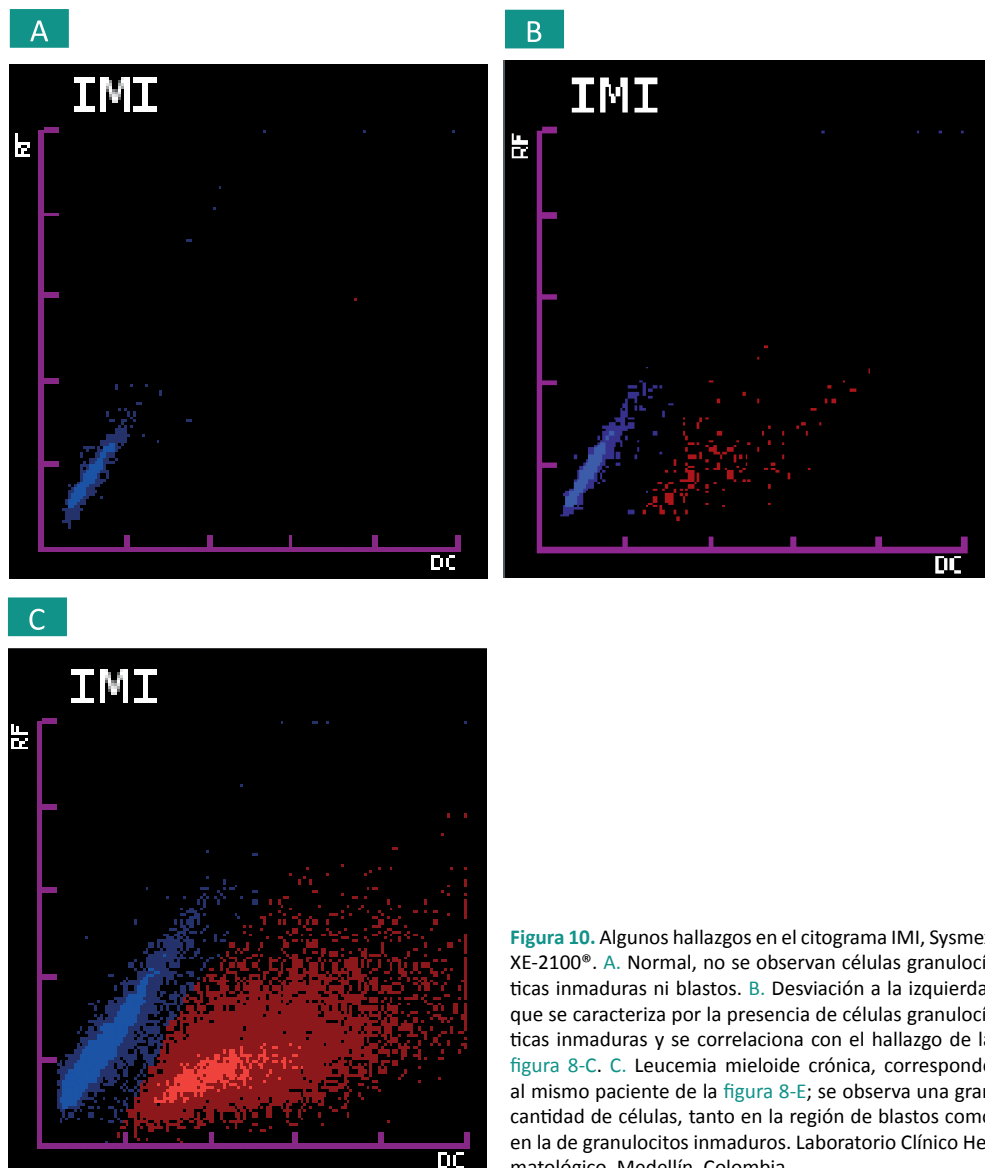 A
IMI
RF
DC
B
IMI
RF
DC
C
IMI
RF
DC
Figura 10. Algunos hallazgos en el citograma IMI, Sysmex
XE-2100®. A. Normal, no se observan células granulocí
ticas inmaduras ni blastos. B. Desviación a la izquierda
que se caracteriza por la presencia de células granulocí
ticas inmaduras y se correlaciona con el hallazgo de la
figura 8-C. C. Leucemia mieloide crónica, corresponde
al mismo paciente de la figura 8-E; se observa una gran
cantidad de células, tanto en la región de blastos como
en la de granulocitos inmaduros. Laboratorio Clínico He
matológico, Medellín, Colombia